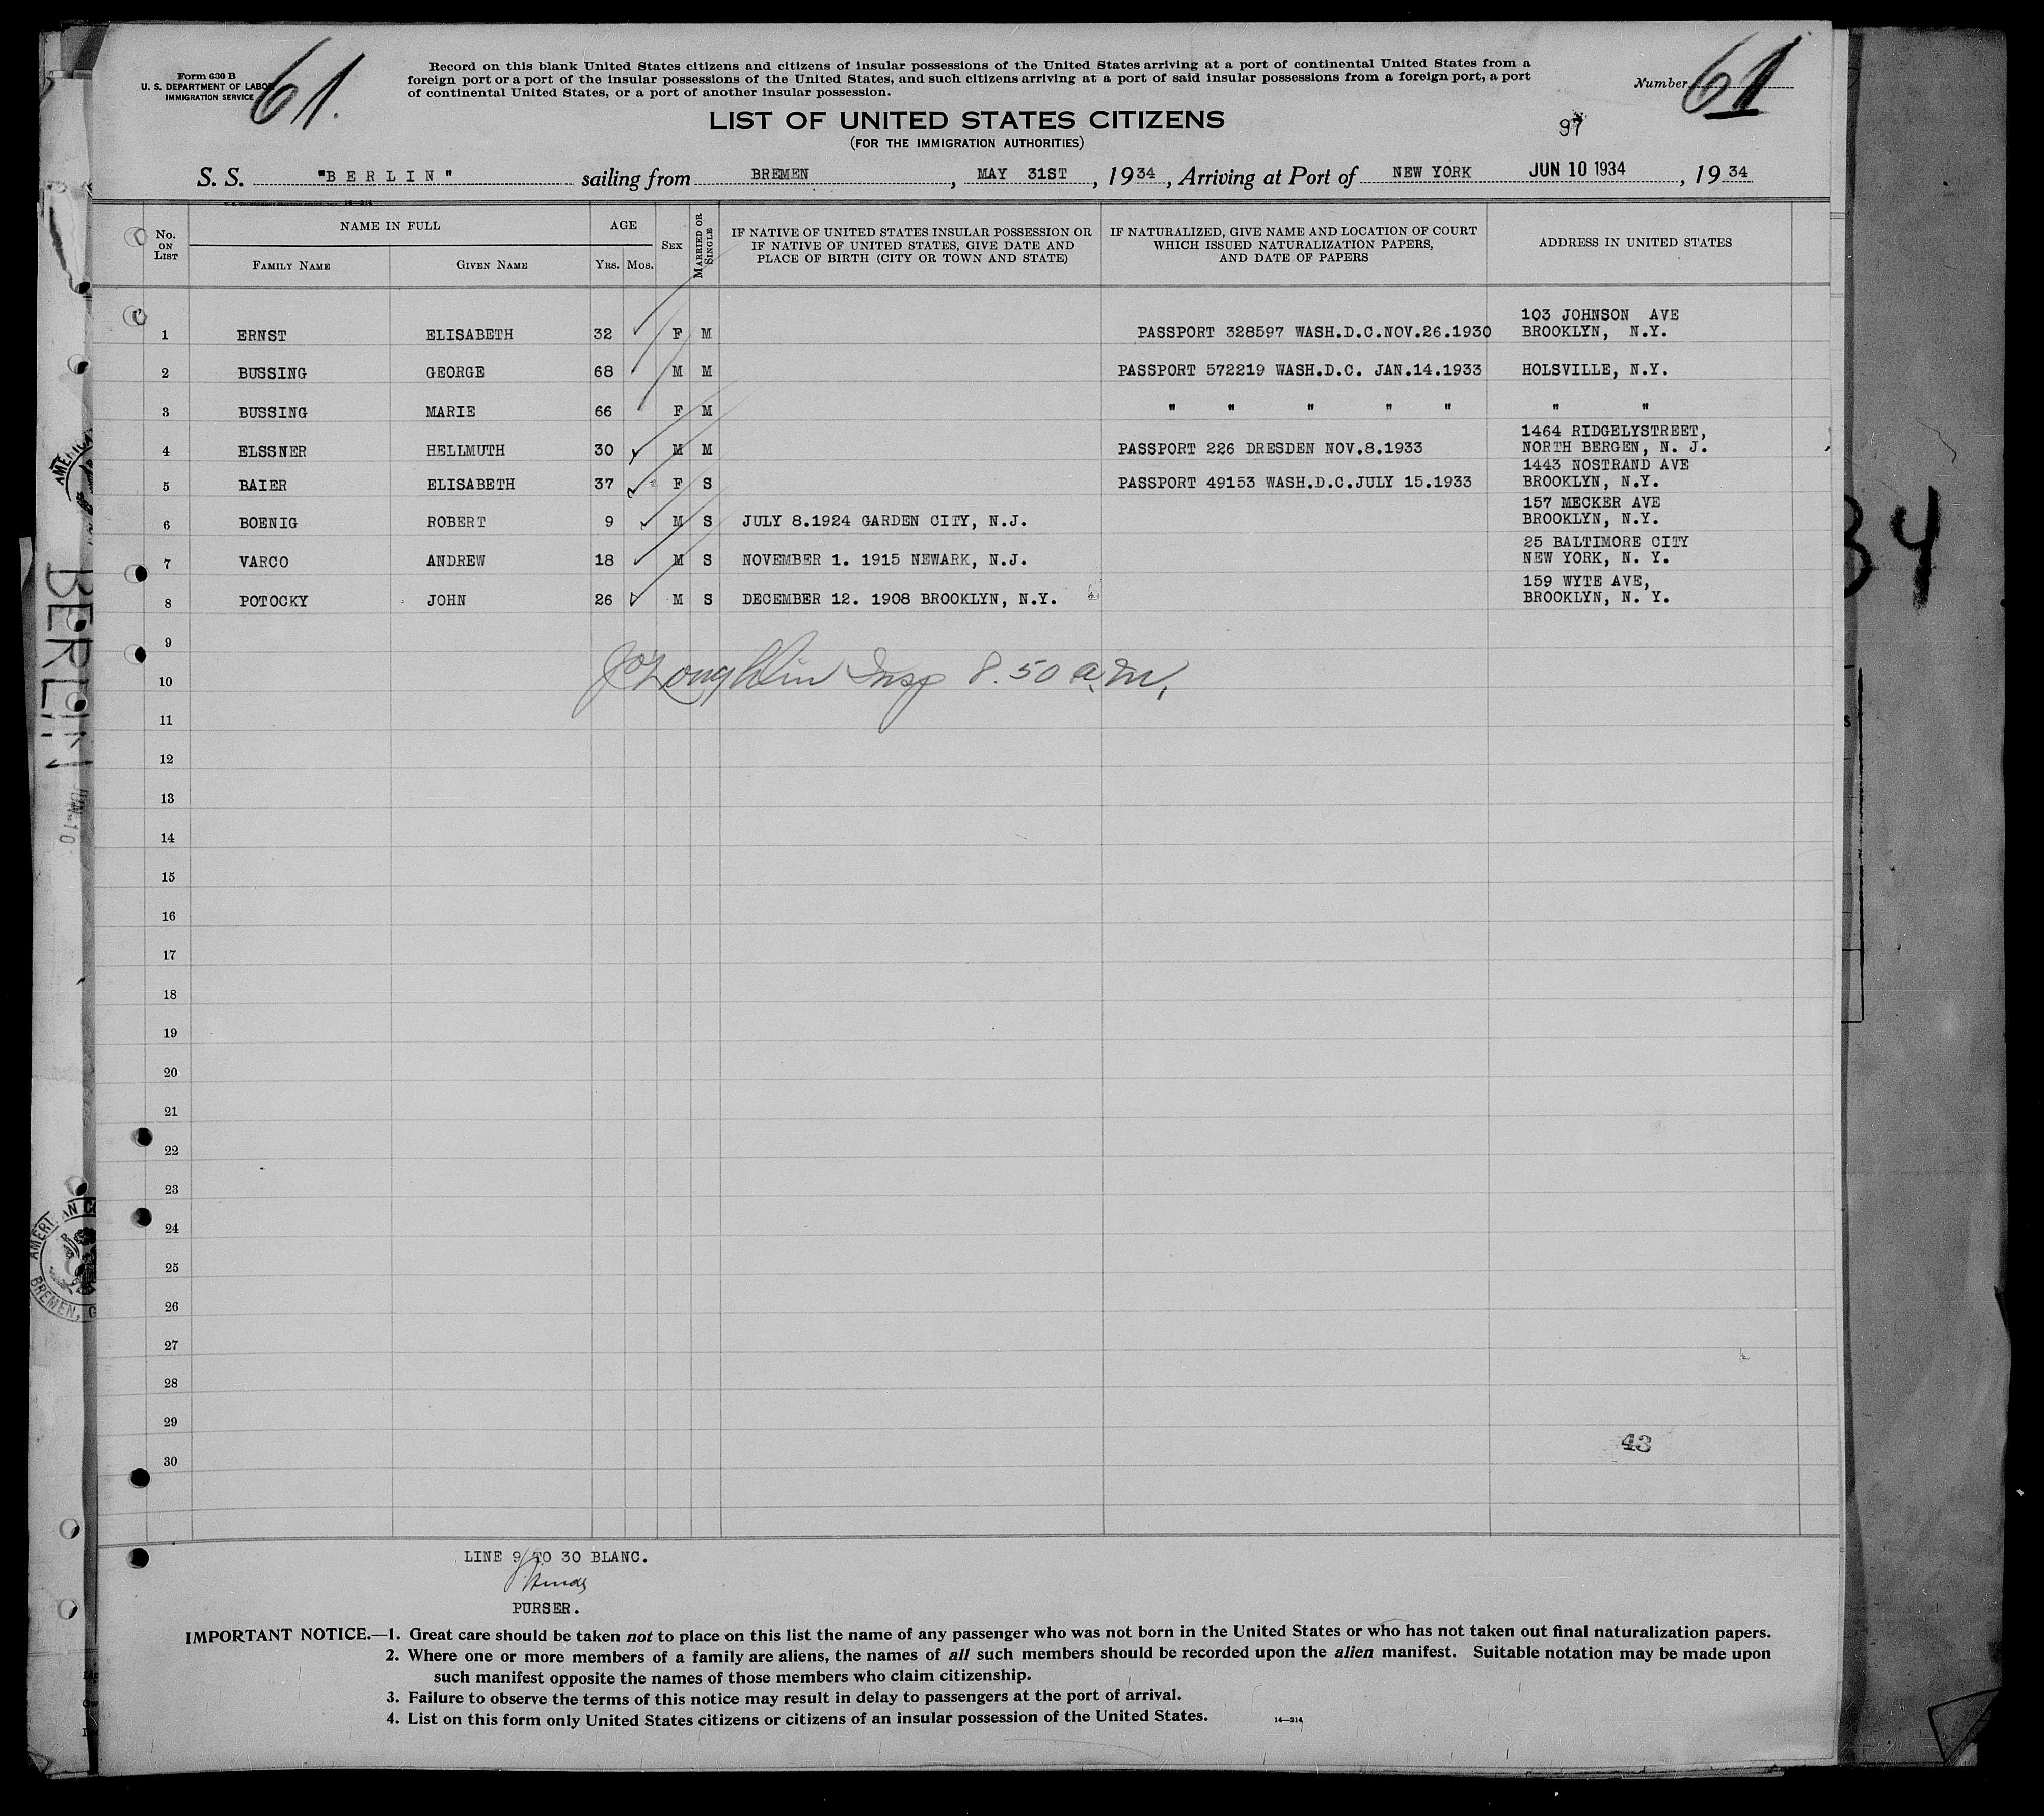 Form 630 B
U. S. DEPARTMENT OF LABOR
IMMIGRATION SERVICE
61.
Record on this blank United States citizens and citizens of insular possessions of the United States arriving at a port of continental United States from a
foreign port or a port of the insular possessions of the United States, and such citizens arriving at a port of said insular possessions from a foreign port, a port
of continental United States, or a port of another insular possession.
Number 61
LIST OF UNITED STATES CITIZENS
(FOR THE IMMIGRATION AUTHORITIES)
97
S. S. "BERLIN" sailing from BREMEN, MAY 31ST, 1934, Arriving at Port of NEW YORK JUN 10 1934, 1934
No. ON LIST
NAME IN FULL
FAMILY NAME GIVEN NAME
AGE
YRS. MOS.
SEX
MARRIED OR SINGLE
IF NATIVE OF UNITED STATES INSULAR POSSESSION OR
IF NATIVE OF UNITED STATES, GIVE DATE AND
PLACE OF BIRTH (CITY OR TOWN AND STATE)
IF NATURALIZED, GIVE NAME AND LOCATION OF COURT
WHICH ISSUED NATURALIZATION PAPERS,
AND DATE OF PAPERS
ADDRESS IN UNITED STATES
103 JOHNSON AVE
1 ERNST ELISABETH 32 F M PASSPORT 328597 WASH.D.C.NOV.26.1930 BROOKLYN, N.Y.
2 BUSSING GEORGE 68 M M PASSPORT 572219 WASH.D.C. JAN.14.1933 HOLSVILLE, N.Y.
3 BUSSING MARIE 66 F M " " " " " " "
1464 RIDGELYSTREET,
4 ELSSNER HELLMUTH 30 M M PASSPORT 226 DRESDEN NOV.8.1933 NORTH BERGEN, N. J.
1443 NOSTRAND AVE
5 BAIER ELISABETH 37 F S PASSPORT 49153 WASH.D.C.JULY 15.1933 BROOKLYN, N.Y.
157 MECKER AVE
6 BOENIG ROBERT 9 M S JULY 8.1924 GARDEN CITY, N.J. BROOKLYN, N.Y.
25 BALTIMORE CITY
7 VARCO ANDREW 18 M S NOVEMBER 1. 1915 NEWARK, N.J. NEW YORK, N. Y.
159 WYTE AVE,
8 POTOCKY JOHN 26 M S DECEMBER 12. 1908 BROOKLYN, N.Y. BROOKLYN, N. Y.
9
10 Insp 8.50 a.m.
11
12
13
14
15
16
17
18
19
20
21
22
23
24
25
26
27
28
29
43
30
LINE 9 TO 30 BLANC.
PURSER.
IMPORTANT NOTICE.—1. Great care should be taken not to place on this list the name of any passenger who was not born in the United States or who has not taken out final naturalization papers.
2. Where one or more members of a family are aliens, the names of all such members should be recorded upon the alien manifest. Suitable notation may be made upon
such manifest opposite the names of those members who claim citizenship.
3. Failure to observe the terms of this notice may result in delay to passengers at the port of arrival.
4. List on this form only United States citizens or citizens of an insular possession of the United States.
14—214
BERLIN
JUN 10
34